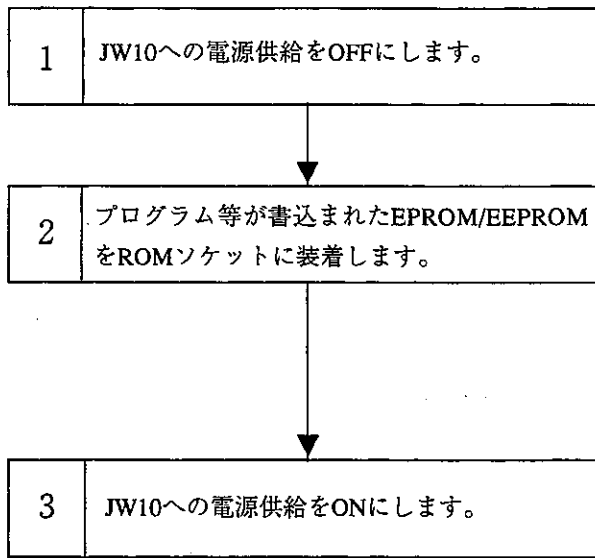 1
JW10への電源供給をOFFにします。
2
プログラム等が書込まれたEPROM/EEPROM
をROMソケットに装着します。
3
JW10への電源供給をONにします。